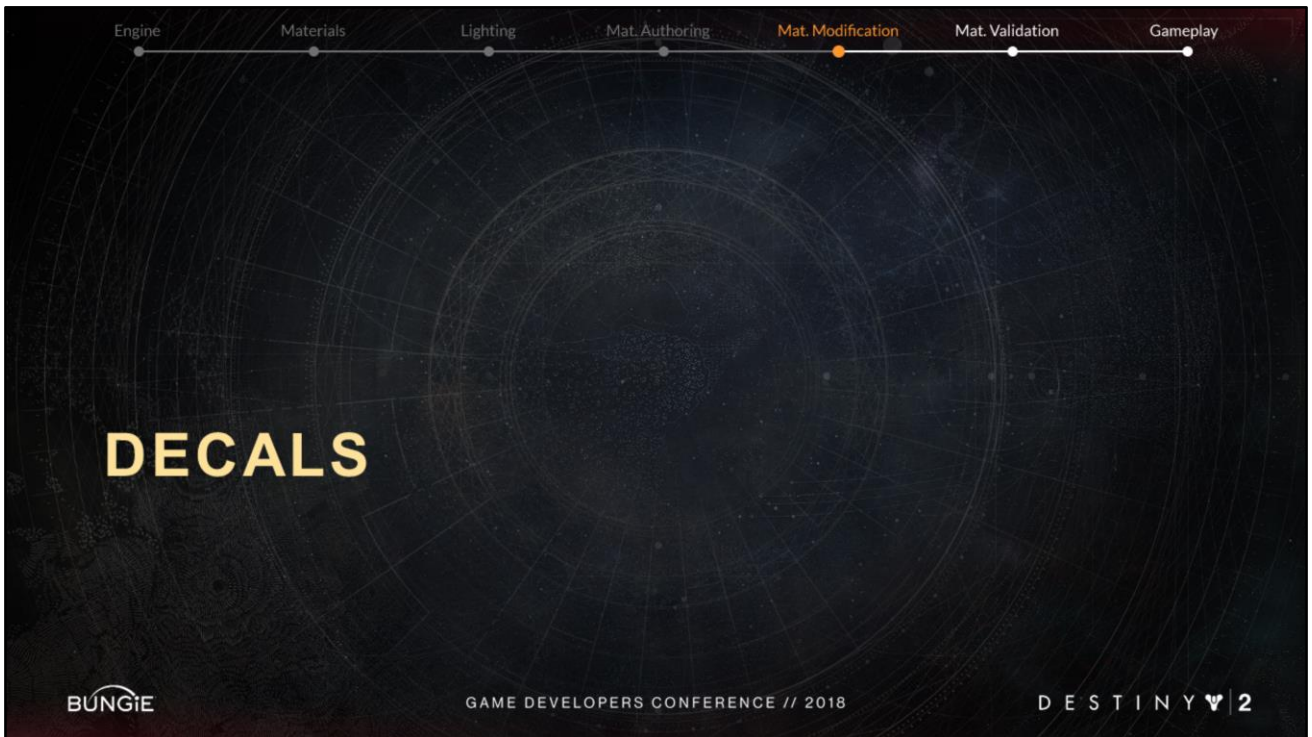 Engine Materials Lighting Mat. Authoring Mat. Modification Mat. Validation Gameplay
DECALS
BUNGiE GAME DEVELOPERS CONFERENCE // 2018 DESTINY 2